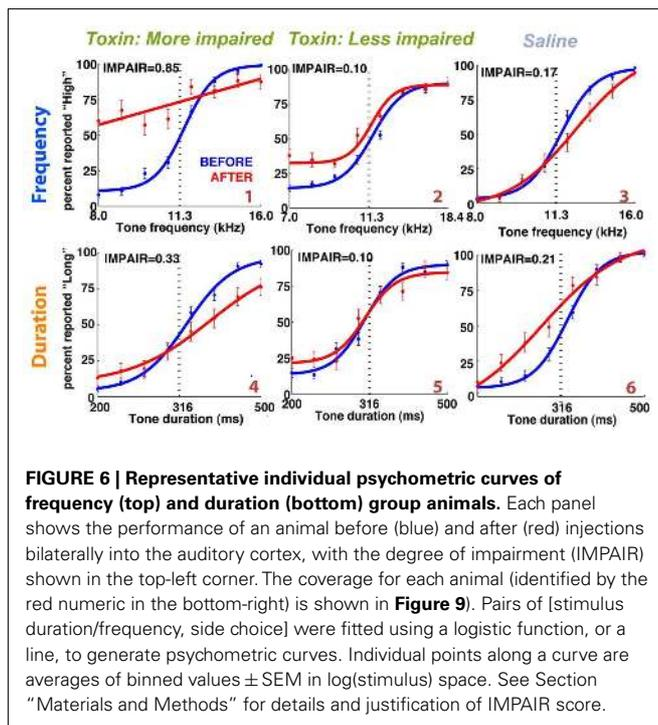 Toxin: More impaired Toxin: Less impaired Saline
Frequency
percent reported "High"
100
75
50
25
0
IMPAIR=0.85
BEFORE
AFTER
1
8.0 11.3 16.0
Tone frequency (kHz)
100
75
50
25
0
IMPAIR=0.10
2
7.0 11.3 18.4
Tone frequency (kHz)
100
75
50
25
0
IMPAIR=0.17
3
8.0 11.3 16.0
Tone frequency (kHz)
Duration
percent reported "Long"
100
75
50
25
0
IMPAIR=0.33
4
200 316 500
Tone duration (ms)
100
75
50
25
0
IMPAIR=0.10
5
200 316 500
Tone duration (ms)
100
75
50
25
0
IMPAIR=0.21
6
200 316 500
Tone duration (ms)
FIGURE 6 | Representative individual psychometric curves of
frequency (top) and duration (bottom) group animals. Each panel
shows the performance of an animal before (blue) and after (red) injections
bilaterally into the auditory cortex, with the degree of impairment (IMPAIR)
shown in the top-left corner. The coverage for each animal (identified by the
red numeric in the bottom-right) is shown in Figure 9). Pairs of [stimulus
duration/frequency, side choice] were fitted using a logistic function, or a
line, to generate psychometric curves. Individual points along a curve are
averages of binned values ± SEM in log(stimulus) space. See Section
"Materials and Methods" for details and justification of IMPAIR score.